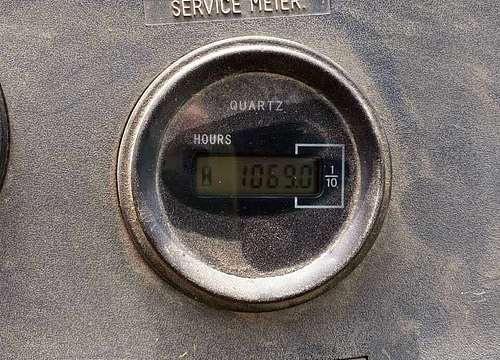 SERVICE METER
QUARTZ
HOURS
1069.0
1/10